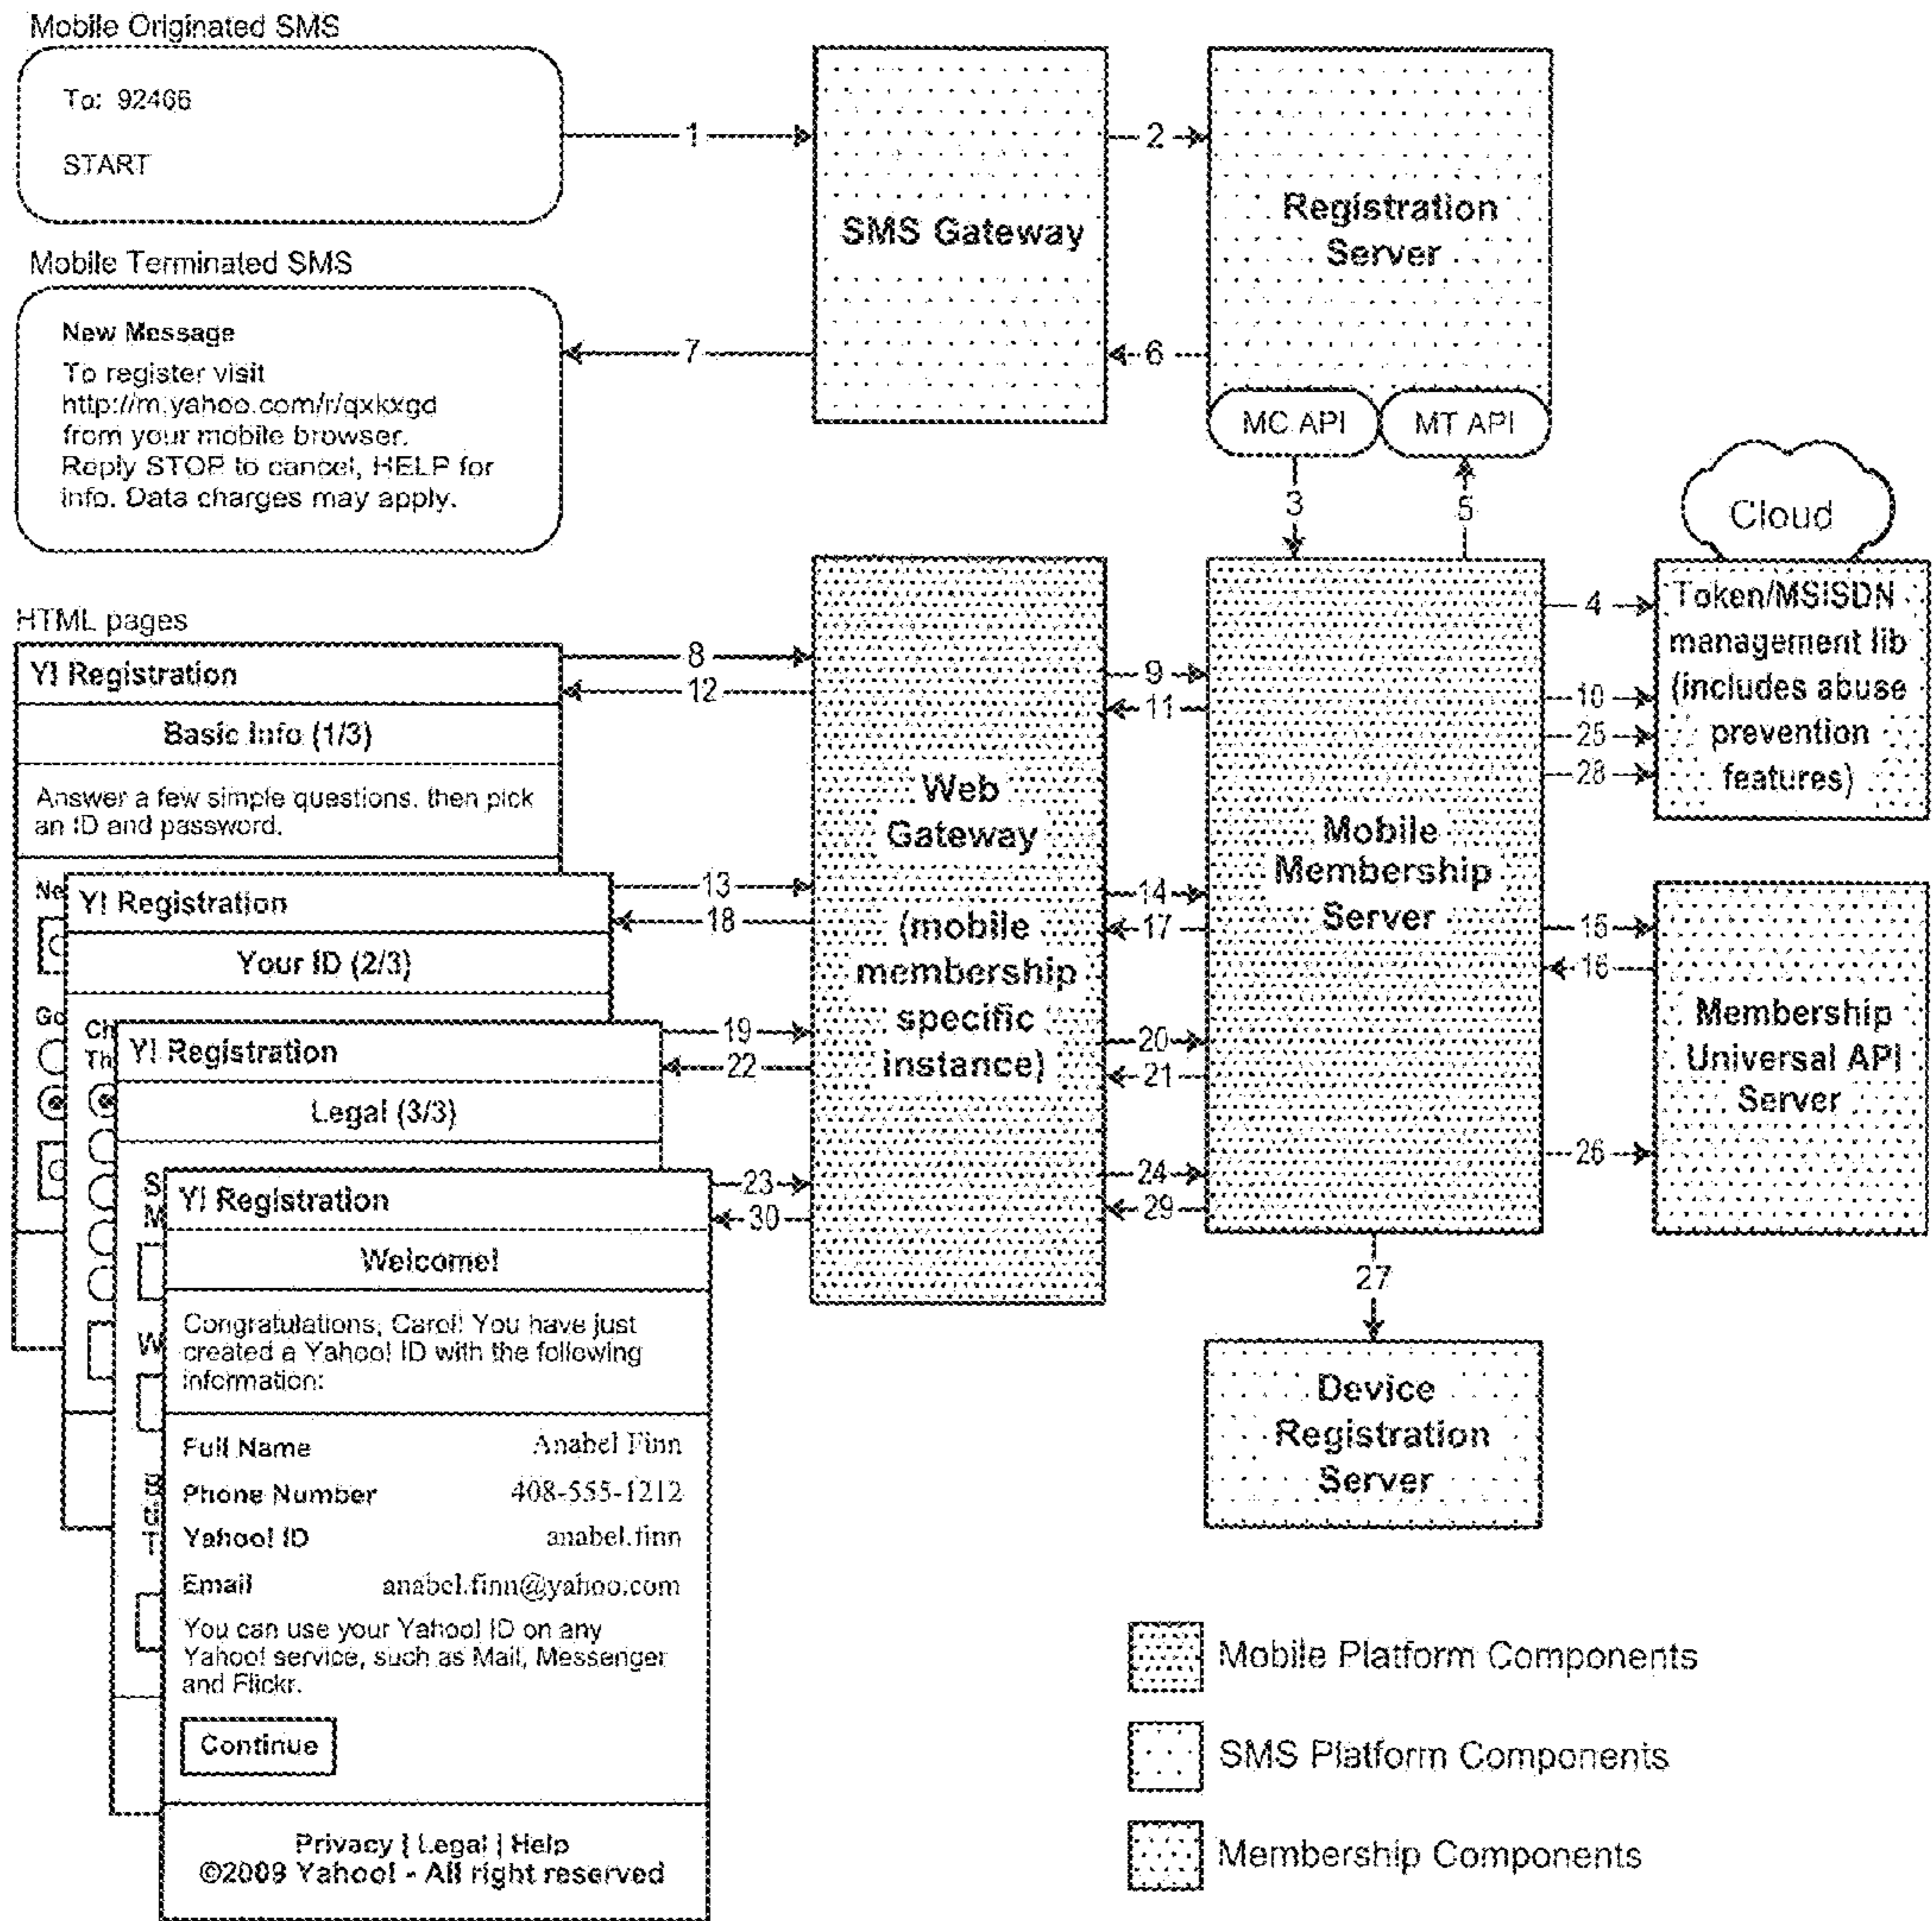 Mobile Originated SMS
To: 92466
START
1
SMS Gateway
2
Registration
Server
Mobile Terminated SMS
New Message
To register visit
http://m.yahoo.com/r/qxkxgd
from your mobile browser.
Reply STOP to cancel, HELP for
info. Data charges may apply.
7
6
MC API
MT API
3
5
Cloud
HTML pages
Y! Registration
Basic Info (1/3)
Answer a few simple questions, then pick
an ID and password.
Ne
Go
8
12
9
11
4
10
25
28
Token/MSISDN
management lib
(includes abuse
prevention
features)
Web
Gateway
(mobile
membership
specific
instance)
Mobile
Membership
Server
Y! Registration
Your ID (2/3)
Ch
Th
13
18
14
17
15
16
Membership
Universal API
Server
26
Y! Registration
Legal (3/3)
S
M
W
T
19
22
20
21
23
30
24
29
27
Device
Registration
Server
Y! Registration
Welcome!
Congratulations, Carol! You have just
created a Yahoo! ID with the following
information:
Full Name Anabel Finn
Phone Number 408-555-1212
Yahoo! ID anabel.finn
Email anabel.finn@yahoo.com
You can use your Yahoo! ID on any
Yahoo! service, such as Mail, Messenger
and Flickr.
Continue
Privacy | Legal | Help
©2009 Yahoo! - All right reserved
Mobile Platform Components
SMS Platform Components
Membership Components